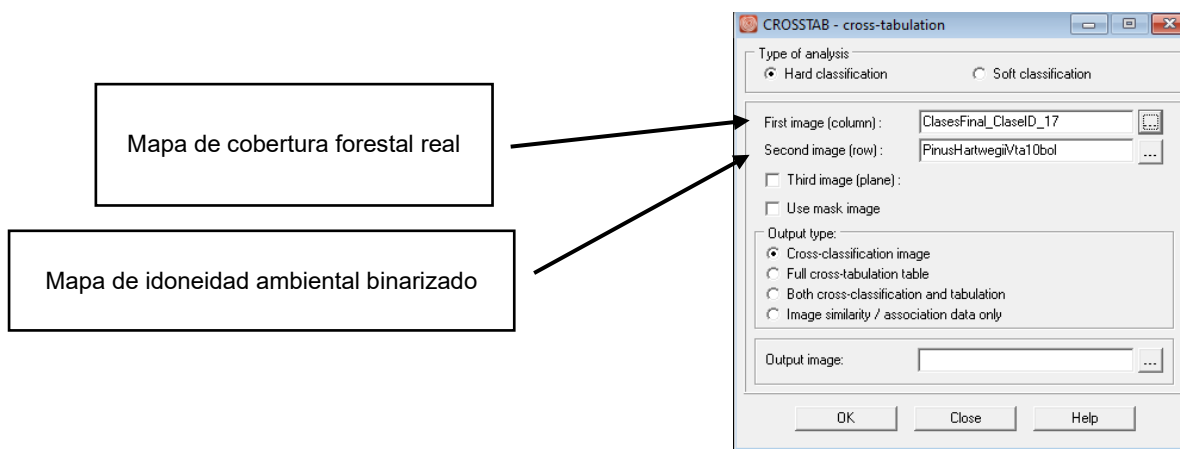 Mapa de cobertura forestal real
Mapa de idoneidad ambiental binarizado
CROSSTAB - cross-tabulation
Type of analysis
Hard classification
Soft classification
First image (column) :
ClasesFinal_ClaseID_17
...
Second image (row) :
PinusHartwegiiVta10bol
...
Third image (plane) :
Use mask image
Output type:
Cross-classification image
Full cross-tabulation table
Both cross-classification and tabulation
Image similarity / association data only
Output image:
...
OK
Close
Help